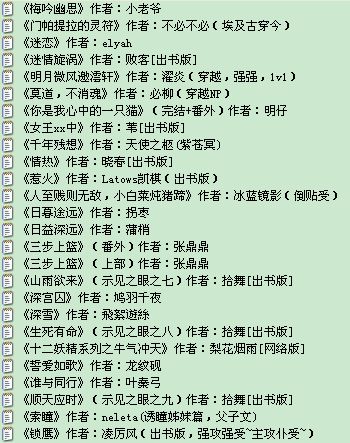 《梅吟幽思》作者：小老爷
《门帕提拉的灵符》作者：不必不必（埃及古穿今）
《迷恋》作者：elyah
《迷情旋涡》作者：败客[出书版]
《明月微风邀濡轩》作者：濯炎（穿越，强强，1v1）
《莫道，不消魂》作者：必柳(穿越NP)
《你是我心中的一只猫》（完结+番外）作者：明仔
《女王xx中》作者：苇[出书版]
《千年残想》作者：天使之枢(紫苕冥)
《情热》作者：晓春[出书版]
《惹火》作者：Latows凯棋（出书版）
《人至贱则无敌，小白菜炖猪蹄》作者：冰蓝镜影（倒贴受）
《日暮途远》作者：拐枣
《日益深远》作者：蒲梢
《三步上篮》（番外）作者：张鼎鼎
《三步上篮》（上部）作者：张鼎鼎
《山雨欲来》（示见之眼之七）作者：拾舞[出书版]
《深宫囚》作者：鸠羽千夜
《深雪》作者：飛絮遊絲
《生死有命》（示见之眼之八）作者：拾舞[出书版]
《十二妖精系列之牛气冲天》作者：梨花烟雨[网络版]
《誓爱如歌》作者：龙纹砚
《谁与同行》作者：叶秦弓
《顺天应时》（示见之眼之九）作者：拾舞[出书版]
《索瞳》作者：neleta(诱瞳姊妹篇，父子文)
《锁鹰》作者：凌厉风（出书版，强攻强受~主攻仆受~）